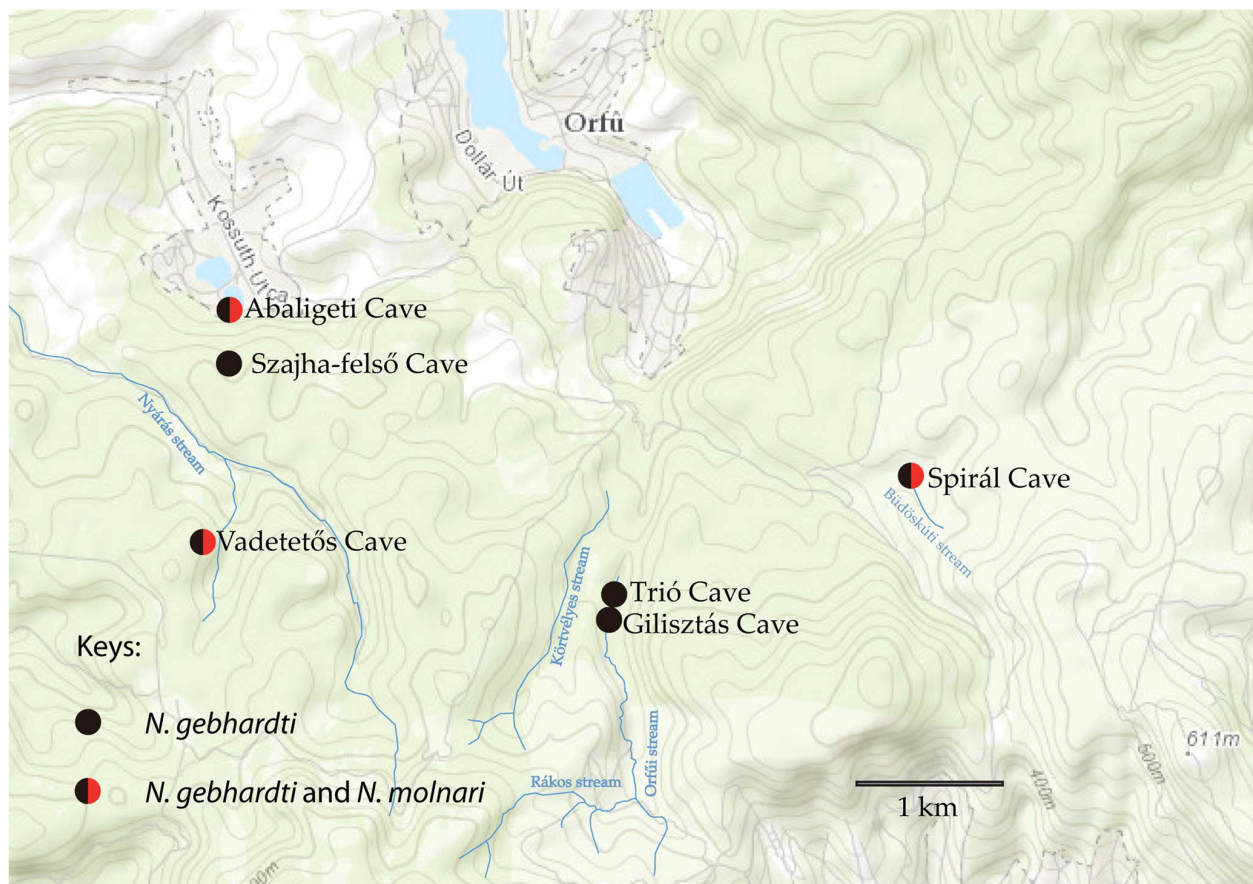 Orfû
Dollár Út
Kossuth Utca
Abaligeti Cave
Szajha-felső Cave
Nyárás stream
Spirál Cave
Büdöskúti stream
Vadetetős Cave
Trió Cave
Gilisztás Cave
Körtvélyes stream
Keys:
N. gebhardti
Orfűi stream
611m
600m
400m
Rákos stream
N. gebhardti and N. molnari
1 km